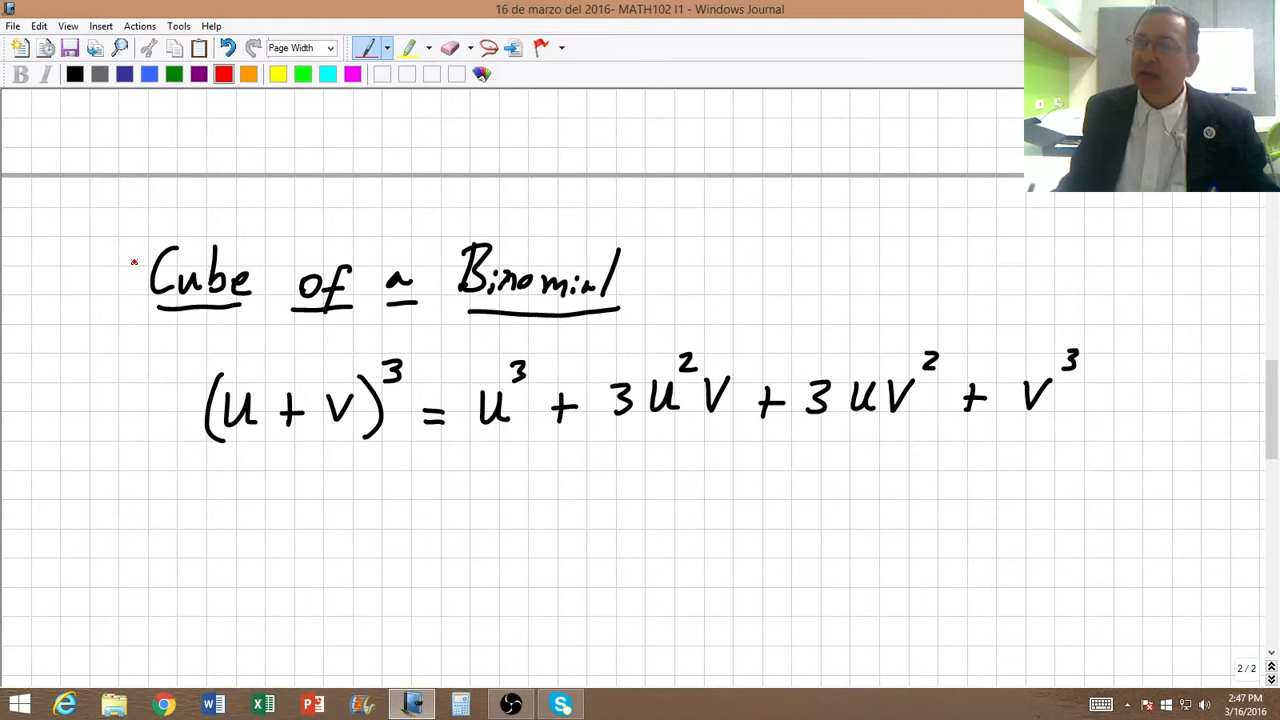 16 de marzo del 2016- MATH102 I1 - Windows Journal
File Edit View Insert Actions Tools Help
Page Width
B I
Cube of a Binomial
(u + v)³ = u³ + 3u²v + 3uv² + v³
2 / 2
2:47 PM
3/16/2016